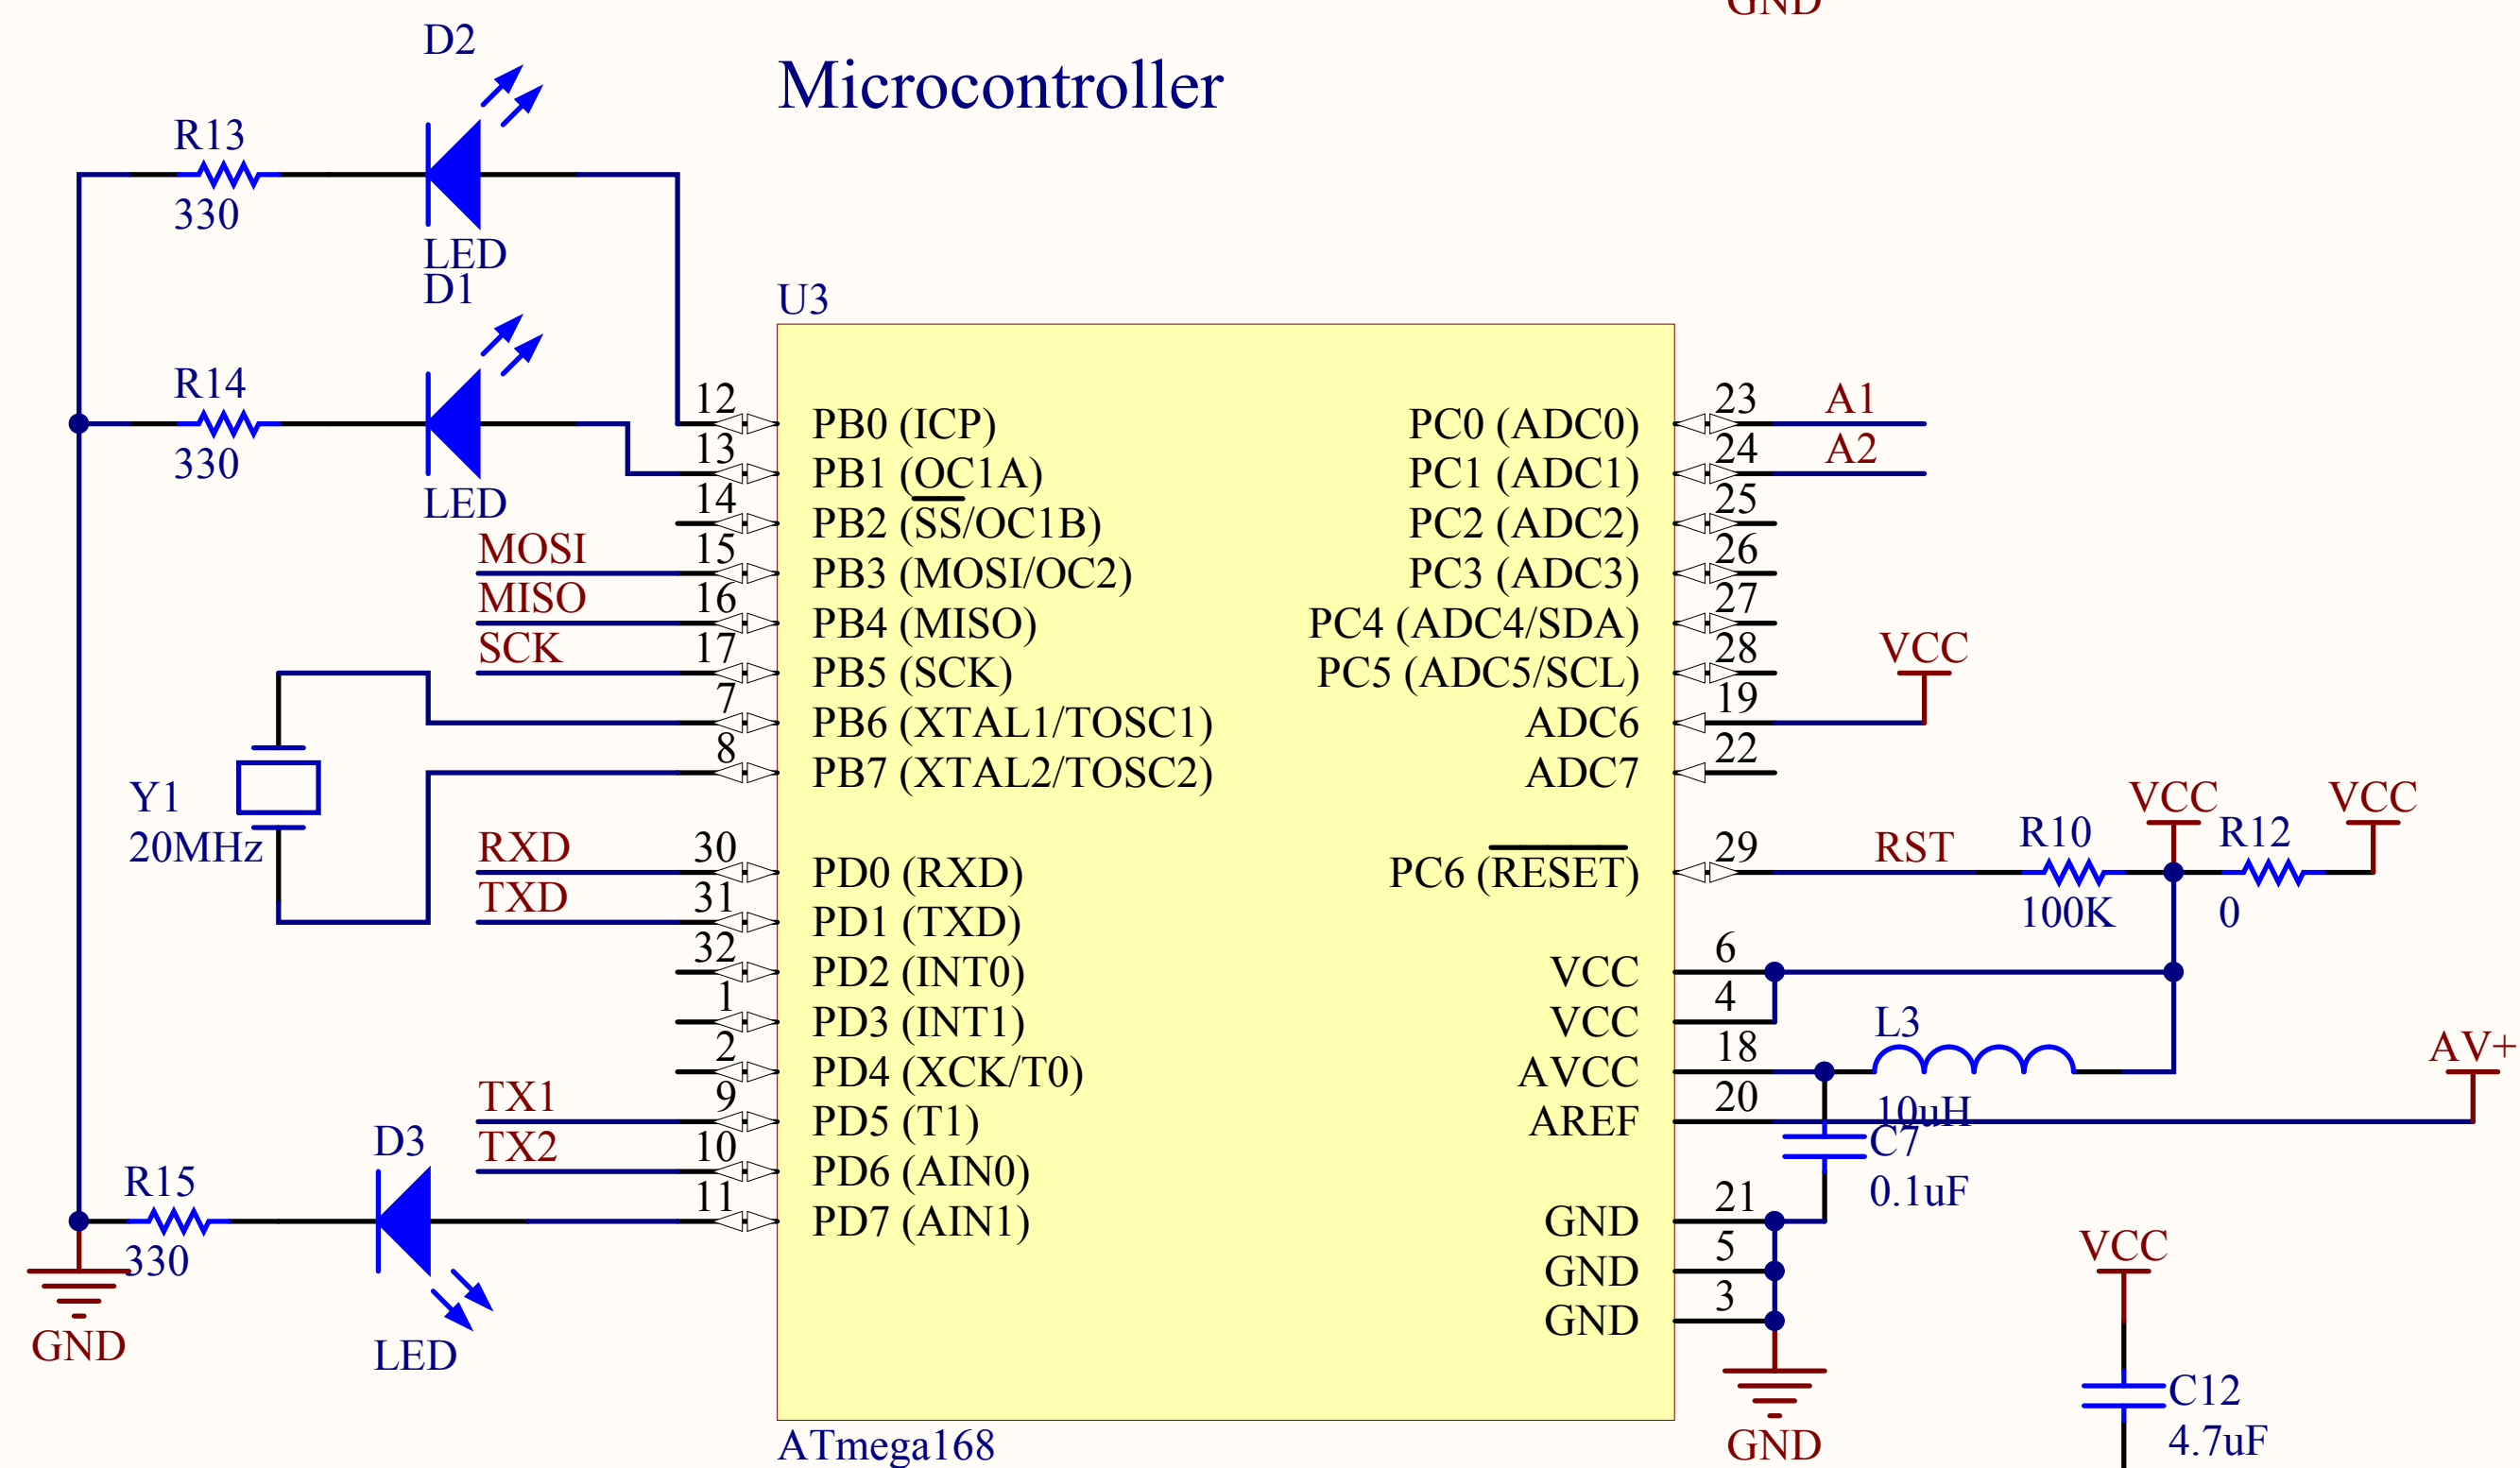 GND
D2
Microcontroller
R13
330
LED
D1
U3
R14
330
LED
12 PB0 (ICP)
13 PB1 (OC1A)
14 PB2 (SS/OC1B)
MOSI 15 PB3 (MOSI/OC2)
MISO 16 PB4 (MISO)
SCK 17 PB5 (SCK)
7 PB6 (XTAL1/TOSC1)
8 PB7 (XTAL2/TOSC2)
Y1
20MHz
RXD 30 PD0 (RXD)
TXD 31 PD1 (TXD)
32 PD2 (INT0)
1 PD3 (INT1)
2 PD4 (XCK/T0)
TX1 9 PD5 (T1)
TX2 10 PD6 (AIN0)
11 PD7 (AIN1)
D3
R15
330
LED
GND
PC0 (ADC0) 23 A1
PC1 (ADC1) 24 A2
PC2 (ADC2) 25
PC3 (ADC3) 26
PC4 (ADC4/SDA) 27
PC5 (ADC5/SCL) 28
VCC
ADC6 19
ADC7 22
VCC VCC
PC6 (RESET) 29 RST R10 R12
100K 0
VCC 6
VCC 4
AVCC 18 L3
10uH
AV+
AREF 20
C7
0.1uF
GND 21
GND 5
GND 3
GND
VCC
C12
4.7uF
ATmega168